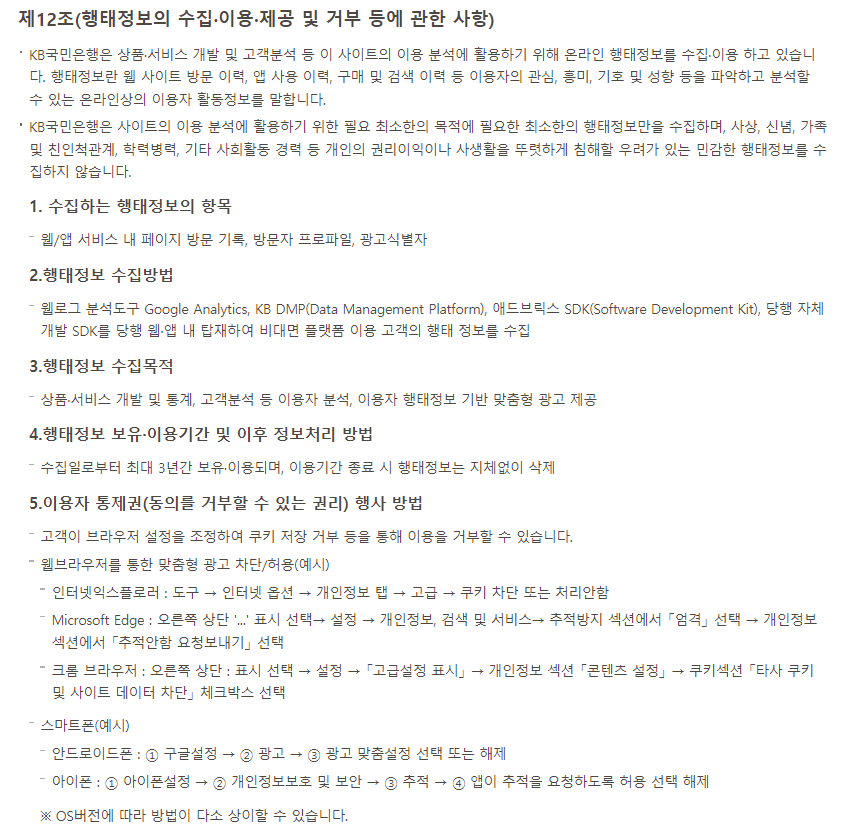 제12조(행태정보의 수집·이용·제공 및 거부 등에 관한 사항)
· KB국민은행은 상품·서비스 개발 및 고객분석 등 이 사이트의 이용 분석에 활용하기 위해 온라인 행태정보를 수집·이용 하고 있습니
다. 행태정보란 웹 사이트 방문 이력, 앱 사용 이력, 구매 및 검색 이력 등 이용자의 관심, 흥미, 기호 및 성향 등을 파악하고 분석할
수 있는 온라인상의 이용자 활동정보를 말합니다.
· KB국민은행은 사이트의 이용 분석에 활용하기 위한 필요 최소한의 목적에 필요한 최소한의 행태정보만을 수집하며, 사상, 신념, 가족
및 친인척관계, 학력병력, 기타 사회활동 경력 등 개인의 권리이익이나 사생활을 뚜렷하게 침해할 우려가 있는 민감한 행태정보를 수
집하지 않습니다.
1. 수집하는 행태정보의 항목
- 웹/앱 서비스 내 페이지 방문 기록, 방문자 프로파일, 광고식별자
2.행태정보 수집방법
- 웹로그 분석도구 Google Analytics, KB DMP(Data Management Platform), 애드브릭스 SDK(Software Development Kit), 당행 자체
개발 SDK를 당행 웹·앱 내 탑재하여 비대면 플랫폼 이용 고객의 행태 정보를 수집
3.행태정보 수집목적
- 상품·서비스 개발 및 통계, 고객분석 등 이용자 분석, 이용자 행태정보 기반 맞춤형 광고 제공
4.행태정보 보유·이용기간 및 이후 정보처리 방법
- 수집일로부터 최대 3년간 보유·이용되며, 이용기간 종료 시 행태정보는 지체없이 삭제
5.이용자 통제권(동의를 거부할 수 있는 권리) 행사 방법
- 고객이 브라우저 설정을 조정하여 쿠키 저장 거부 등을 통해 이용을 거부할 수 있습니다.
- 웹브라우저를 통한 맞춤형 광고 차단/허용(예시)
- 인터넷익스플로러 : 도구 → 인터넷 옵션 → 개인정보 탭 → 고급 → 쿠키 차단 또는 처리안함
- Microsoft Edge : 오른쪽 상단 '...' 표시 선택→ 설정 → 개인정보, 검색 및 서비스→ 추적방지 섹션에서「엄격」선택 → 개인정보
섹션에서「추적안함 요청보내기」선택
- 크롬 브라우저 : 오른쪽 상단 : 표시 선택 → 설정 →「고급설정 표시」→ 개인정보 섹션「콘텐츠 설정」→ 쿠키섹션「타사 쿠키
및 사이트 데이터 차단」체크박스 선택
- 스마트폰(예시)
- 안드로이드폰 : ① 구글설정 → ② 광고 → ③ 광고 맞춤설정 선택 또는 해제
- 아이폰 : ① 아이폰설정 → ② 개인정보보호 및 보안 → ③ 추적 → ④ 앱이 추적을 요청하도록 허용 선택 해제
※ OS버전에 따라 방법이 다소 상이할 수 있습니다.